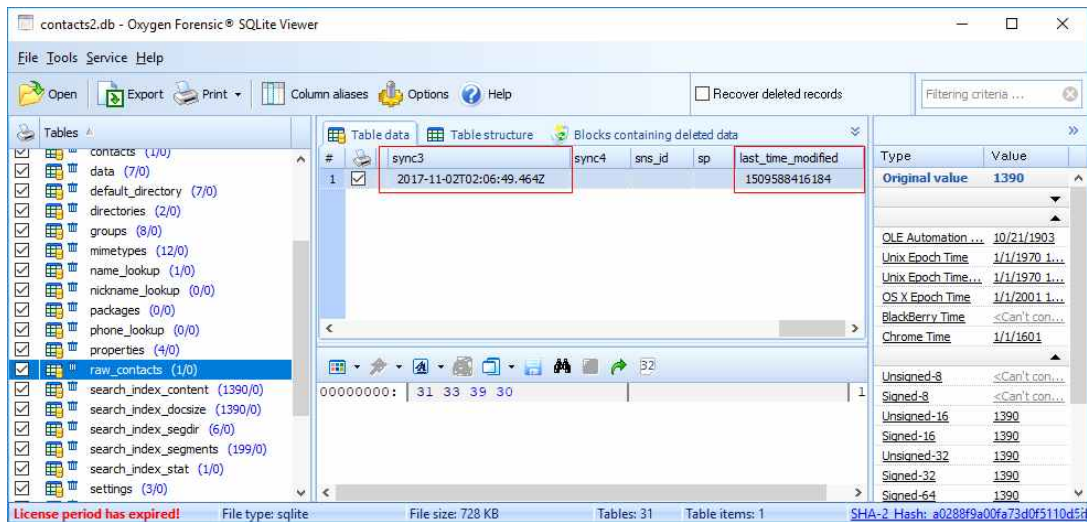 contacts2.db - Oxygen Forensic® SQLite Viewer
File Tools Service Help
Open Export Print Column aliases Options Help Recover deleted records Filtering criteria ...
Tables
contacts (1/0)
data (7/0)
default_directory (7/0)
directories (2/0)
groups (8/0)
mimetypes (12/0)
name_lookup (1/0)
nickname_lookup (0/0)
packages (0/0)
phone_lookup (0/0)
properties (4/0)
raw_contacts (1/0)
search_index_content (1390/0)
search_index_docsize (1390/0)
search_index_segdir (6/0)
search_index_segments (199/0)
search_index_stat (1/0)
settings (3/0)
Table data Table structure Blocks containing deleted data
# sync3 sync4 sns_id sp last_time_modified
1 2017-11-02T02:06:49.464Z 1509588416184
00000000: 31 33 39 30 1
32
Type Value
Original value 1390
OLE Automation ... 10/21/1903
Unix Epoch Time 1/1/1970 1...
Unix Epoch Time... 1/1/1970 1...
OS X Epoch Time 1/1/2001 1...
BlackBerry Time <Can't con...
Chrome Time 1/1/1601
Unsigned-8 <Can't con...
Signed-8 <Can't con...
Unsigned-16 1390
Signed-16 1390
Unsigned-32 1390
Signed-32 1390
Signed-64 1390
License period has expired! File type: sqlite File size: 728 KB Tables: 31 Table items: 1 SHA-2 Hash: a0288f9a00fa73d0f5110d